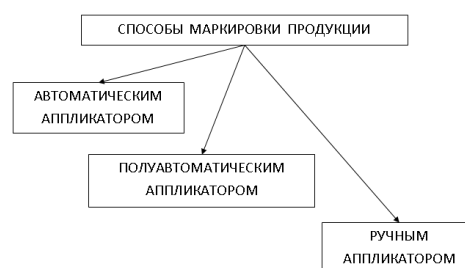 СПОСОБЫ МАРКИРОВКИ ПРОДУКЦИИ
АВТОМАТИЧЕСКИМ
АППЛИКАТОРОМ
ПОЛУАВТОМАТИЧЕСКИМ
АППЛИКАТОРОМ
РУЧНЫМ
АППЛИКАТОРОМ